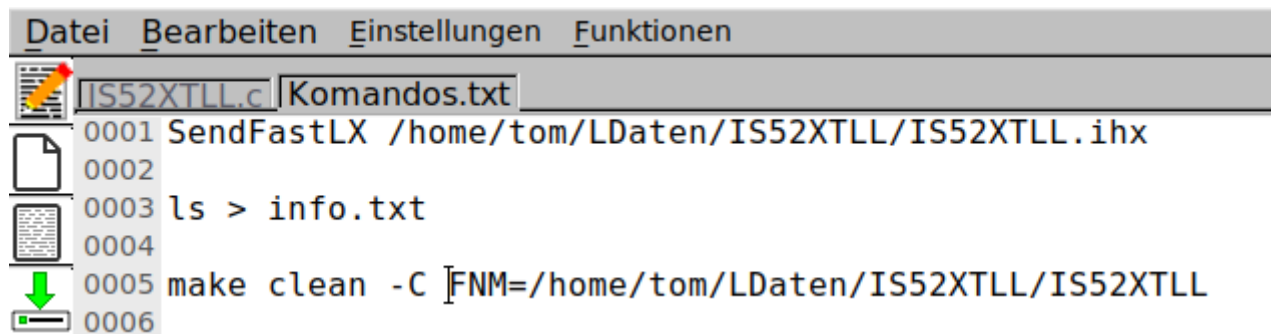 Datei Bearbeiten Einstellungen Funktionen
IS52XTLL.c Komandos.txt
0001 SendFastLX /home/tom/LDaten/IS52XTLL/IS52XTLL.ihx
0002
0003 ls > info.txt
0004
0005 make clean -C FNM=/home/tom/LDaten/IS52XTLL/IS52XTLL
0006